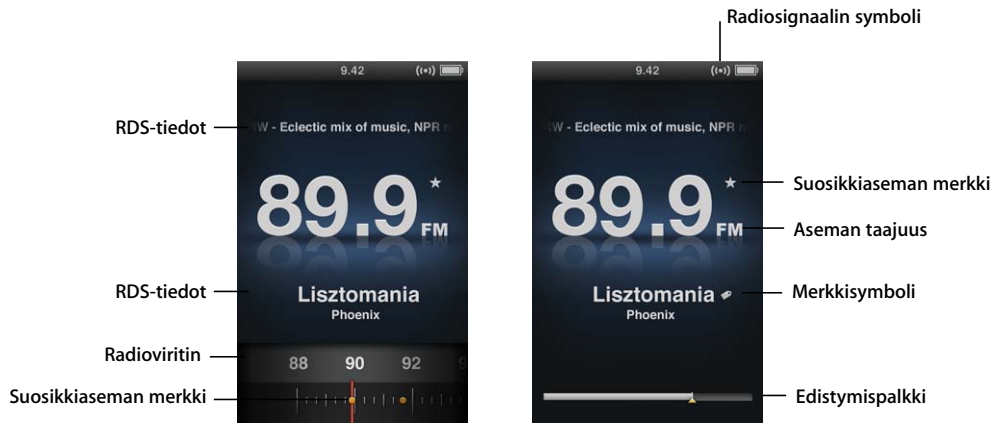 Radiosignaalin symboli
9.42
RDS-tiedot
W - Eclectic mix of music, NPR
89.9 FM
RDS-tiedot
Lisztomania
Phoenix
Radioviritin
88 90 92
Suosikkiaseman merkki
9.42
W - Eclectic mix of music, NPR
89.9 FM
Suosikkiaseman merkki
Aseman taajuus
Lisztomania
Merkkisymboli
Phoenix
Edistymispalkki